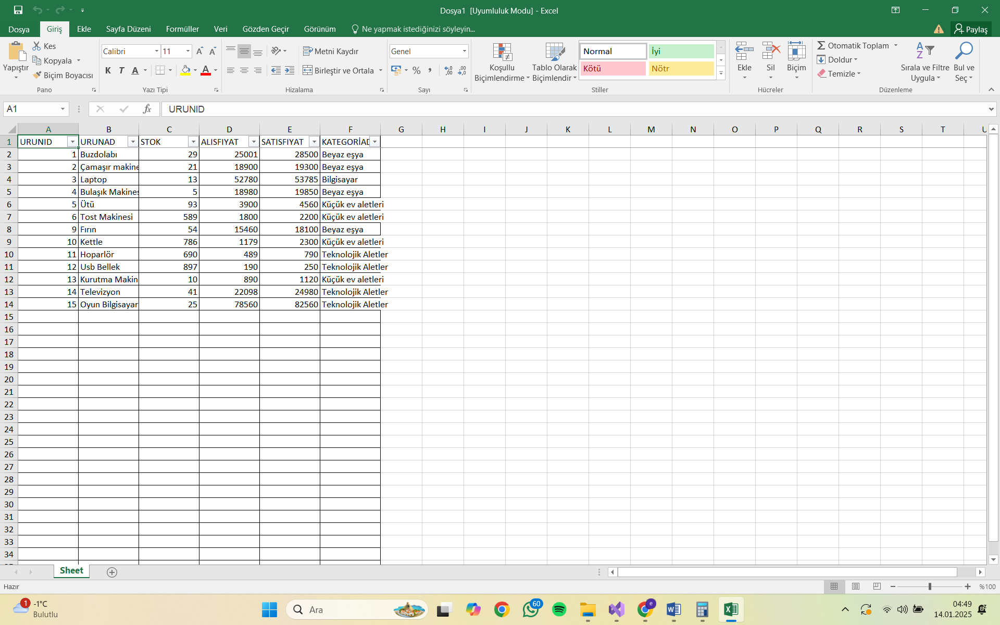 Dosya1 [Uyumluluk Modu] - Excel
Dosya Giriş Ekle Sayfa Düzeni Formüller Veri Gözden Geçir Görünüm Ne yapmak istediğinizi söyleyin... Paylaş
Yapıştır Kes Kopyala Biçim Boyacısı
Pano
Calibri 11
K T A A
Yazı Tipi
Metni Kaydır
Birleştir ve Ortala
Hizalama
Genel
% ,
Sayı
Koşullu Biçimlendirme
Tablo Olarak Biçimlendir
Normal İyi
Kötü Nötr
Stiller
Ekle Sil Biçim
Hücreler
Otomatik Toplam
Doldur
Temizle
Sırala ve Filtre Uygula
Bul ve Seç
Düzenleme
A1 fx URUNID
A B C D E F G H I J K L M N O P Q R S T U
1 URUNID URUNAD STOK ALISFIYAT SATISFIYAT KATEGORİAD
2 1 Buzdolabı 29 25001 28500 Beyaz eşya
3 2 Çamaşır makine 21 18900 19300 Beyaz eşya
4 3 Laptop 13 52780 53785 Bilgisayar
5 4 Bulaşık Makines 5 18980 19850 Beyaz eşya
6 5 Ütü 93 3900 4560 Küçük ev aletleri
7 6 Tost Makinesi 589 1800 2200 Küçük ev aletleri
8 9 Fırın 54 15460 18100 Beyaz eşya
9 10 Kettle 786 1179 2300 Küçük ev aletleri
10 11 Hoparlör 690 489 790 Teknolojik Aletler
11 12 Usb Bellek 897 190 250 Teknolojik Aletler
12 13 Kurutma Makin 10 890 1120 Küçük ev aletleri
13 14 Televizyon 41 22098 24980 Teknolojik Aletler
14 15 Oyun Bilgisayar 25 78560 82560 Teknolojik Aletler
15
16
17
18
19
20
21
22
23
24
25
26
27
28
29
30
31
32
33
34
Sheet
Hazır %100
1 -1°C
Bulutlu
Ara
60
04:49
14.01.2025